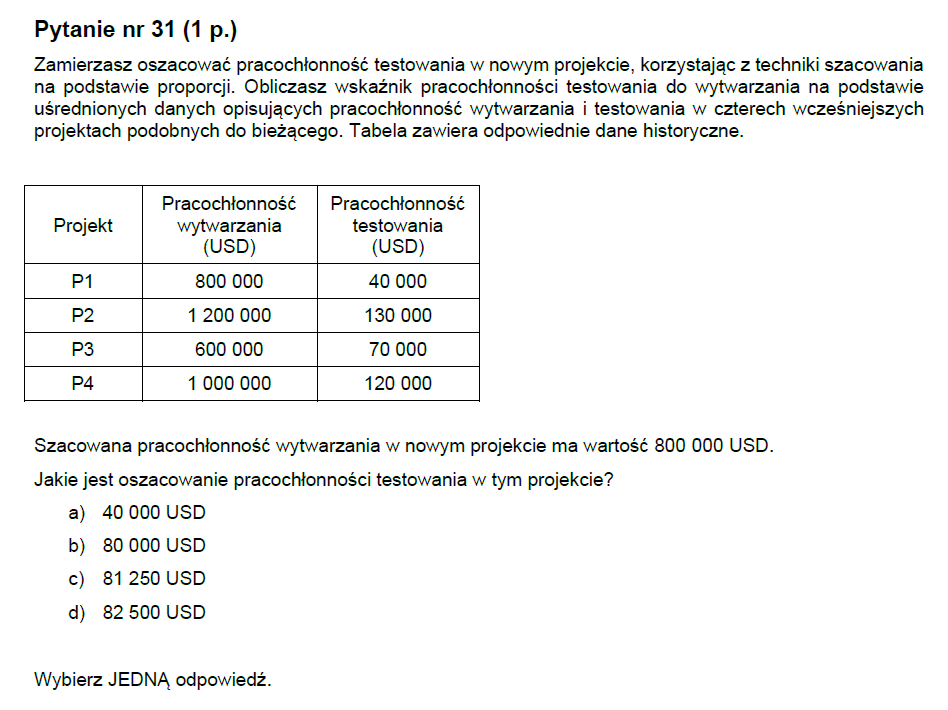 Pytanie nr 31 (1 p.)
Zamierzasz oszacować pracochłonność testowania w nowym projekcie, korzystając z techniki szacowania
na podstawie proporcji. Obliczasz wskaźnik pracochłonności testowania do wytwarzania na podstawie
uśrednionych danych opisujących pracochłonność wytwarzania i testowania w czterech wcześniejszych
projektach podobnych do bieżącego. Tabela zawiera odpowiednie dane historyczne.
Projekt
Pracochłonność
wytwarzania
(USD)
Pracochłonność
testowania
(USD)
P1 800 000 40 000
P2 1 200 000 130 000
P3 600 000 70 000
P4 1 000 000 120 000
Szacowana pracochłonność wytwarzania w nowym projekcie ma wartość 800 000 USD.
Jakie jest oszacowanie pracochłonności testowania w tym projekcie?
a) 40 000 USD
b) 80 000 USD
c) 81 250 USD
d) 82 500 USD
Wybierz JEDNĄ odpowiedź.